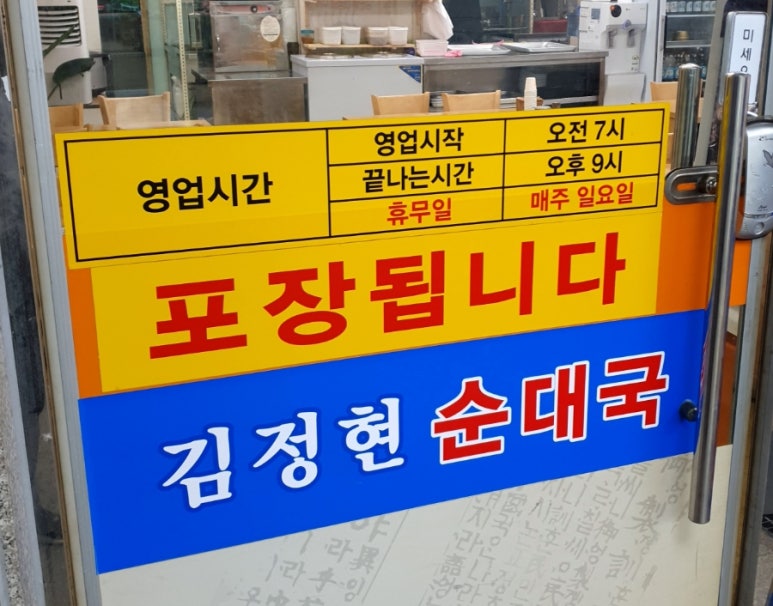 영업시간
영업시작 오전 7시
끝나는시간 오후 9시
휴무일 매주 일요일
포장됩니다
김정현 순대국
미세